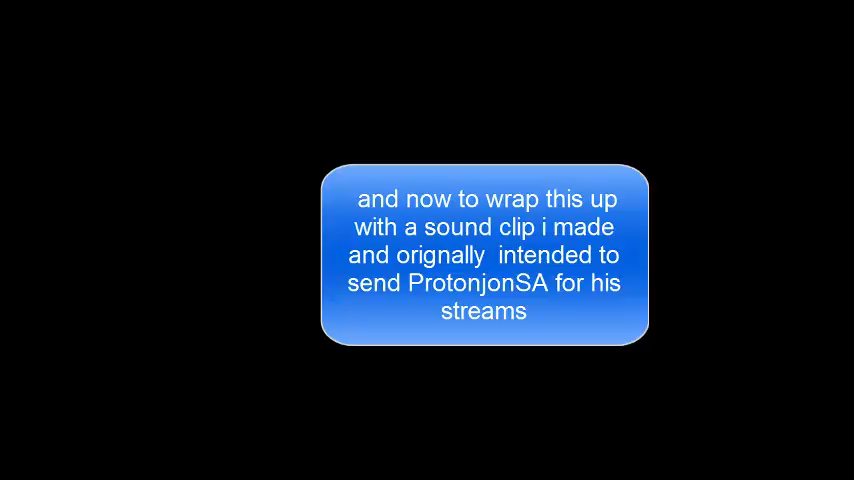 and now to wrap this up
with a sound clip i made
and orignally  intended to
send ProtonjonSA for his
streams